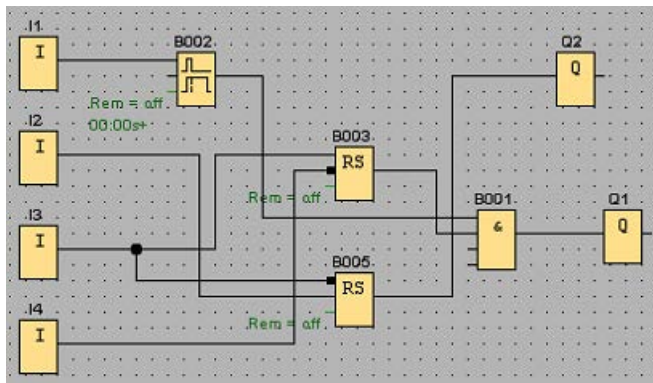 I1
I
B002
Rem = off
00:00s+
Q2
Q
I2
I
B003
RS
Rem = off
B001
&
Q1
Q
I3
I
B005
RS
Rem = off
I4
I